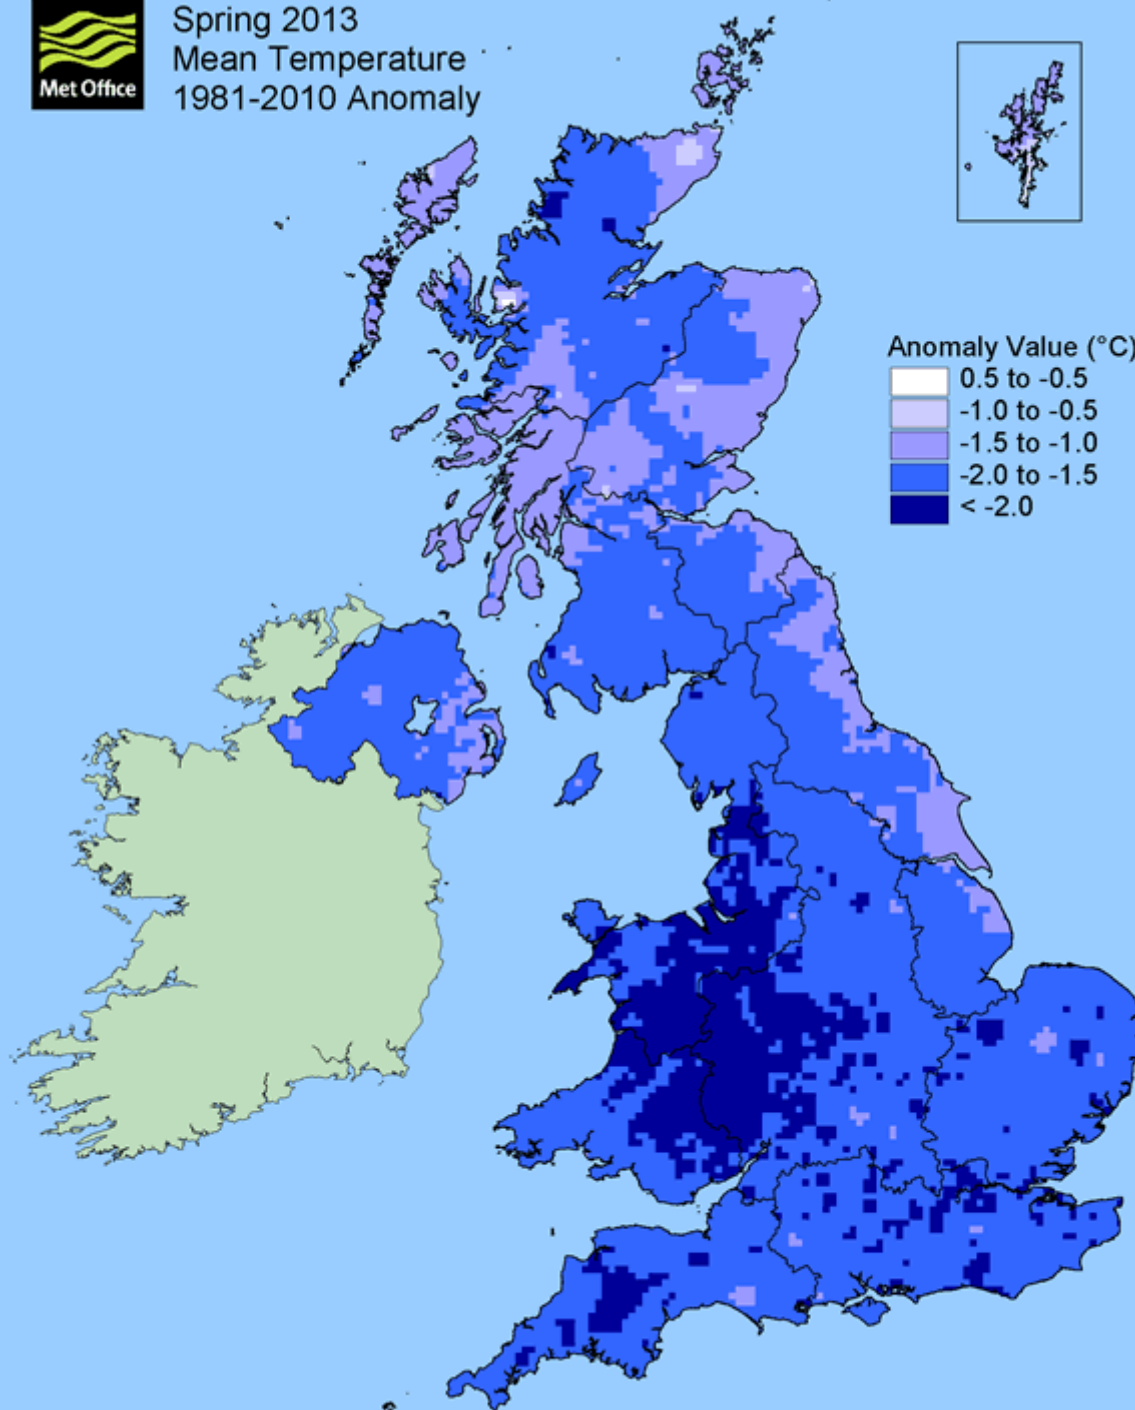 Met Office
Spring 2013
Mean Temperature
1981-2010 Anomaly
Anomaly Value (°C)
0.5 to -0.5
-1.0 to -0.5
-1.5 to -1.0
-2.0 to -1.5
< -2.0